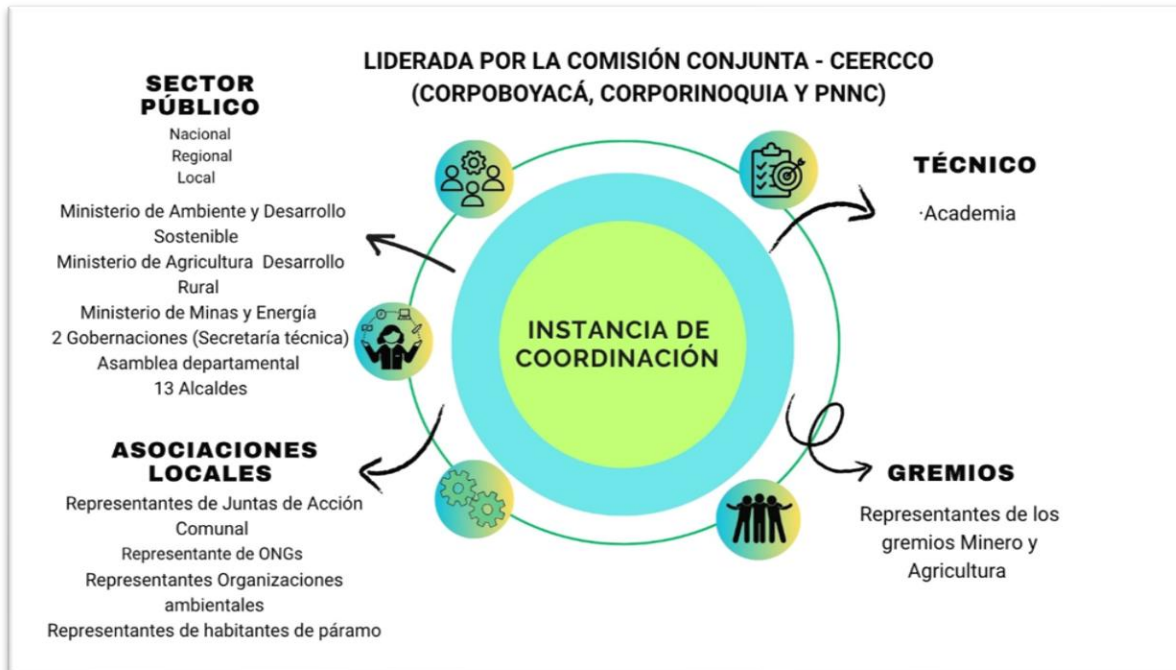 LIDERADA POR LA COMISIÓN CONJUNTA - CEERCCO
(CORPOBOYACÁ, CORPORINOQUIA Y PNNC)
SECTOR
PÚBLICO
Nacional
Regional
Local
Ministerio de Ambiente y Desarrollo
Sostenible
Ministerio de Agricultura Desarrollo
Rural
Ministerio de Minas y Energía
2 Gobernaciones (Secretaría técnica)
Asamblea departamental
13 Alcaldes
ASOCIACIONES
LOCALES
Representantes de Juntas de Acción
Comunal
Representante de ONGs
Representantes Organizaciones
ambientales
Representantes de habitantes de páramo
INSTANCIA DE
COORDINACIÓN
TÉCNICO
·Academia
GREMIOS
Representantes de los
gremios Minero y
Agricultura